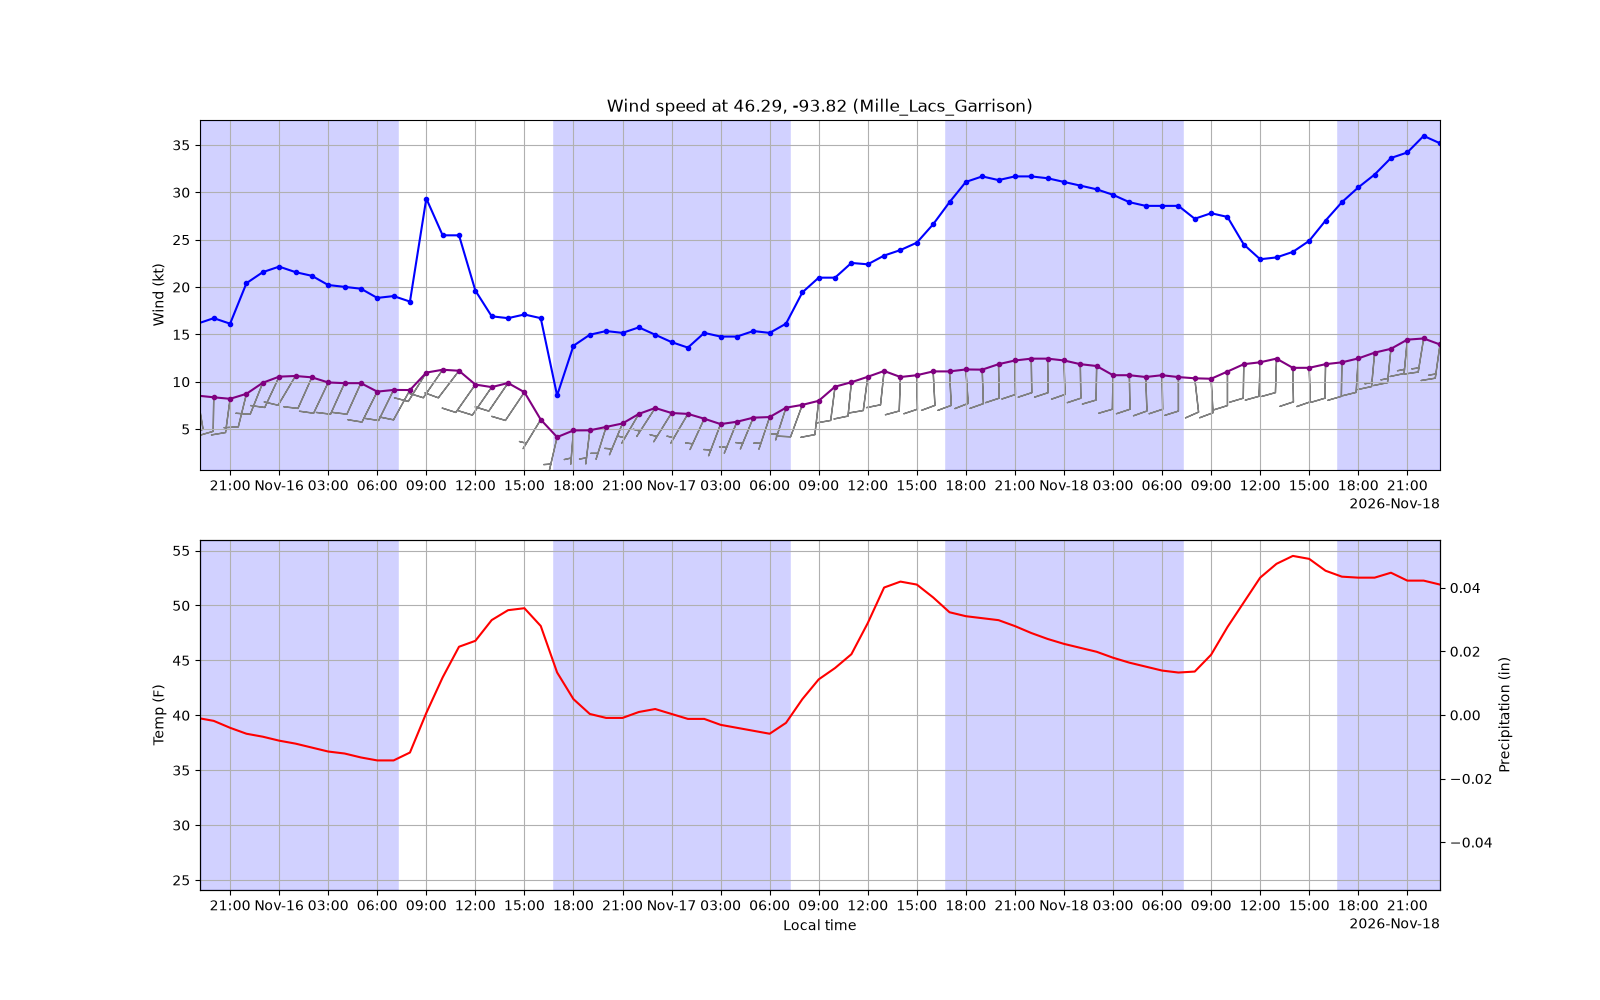 Wind speed at 46.29, -93.82 (Mille_Lacs_Garrison)
35
30
25
20
15
10
5
Wind (kt)
21:00 Nov-16 03:00 06:00 09:00 12:00 15:00 18:00 21:00 Nov-17 03:00 06:00 09:00 12:00 15:00 18:00 21:00 Nov-18 03:00 06:00 09:00 12:00 15:00 18:00 21:00
2026-Nov-18
55
50
45
40
35
30
25
Temp (F)
0.04
0.02
0.00
−0.02
−0.04
Precipitation (in)
21:00 Nov-16 03:00 06:00 09:00 12:00 15:00 18:00 21:00 Nov-17 03:00 06:00 09:00 12:00 15:00 18:00 21:00 Nov-18 03:00 06:00 09:00 12:00 15:00 18:00 21:00
2026-Nov-18
Local time